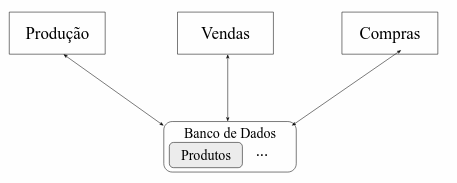 Produção
Vendas
Compras
Banco de Dados
Produtos ...